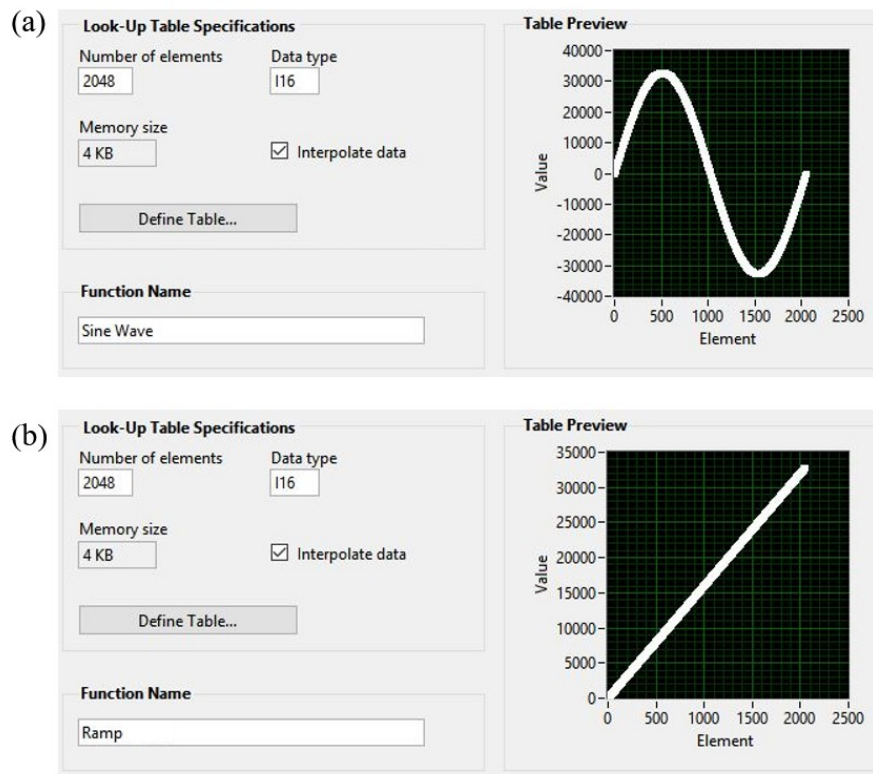 (a)
Look-Up Table Specifications
Number of elements Data type
2048 I16
Memory size
4 KB Interpolate data
Define Table...
Function Name
Sine Wave
Table Preview
40000
30000
20000
10000
0
-10000
-20000
-30000
-40000
Value
0 500 1000 1500 2000 2500
Element
(b)
Look-Up Table Specifications
Number of elements Data type
2048 I16
Memory size
4 KB Interpolate data
Define Table...
Function Name
Ramp
Table Preview
35000
30000
25000
20000
15000
10000
5000
0
Value
0 500 1000 1500 2000 2500
Element